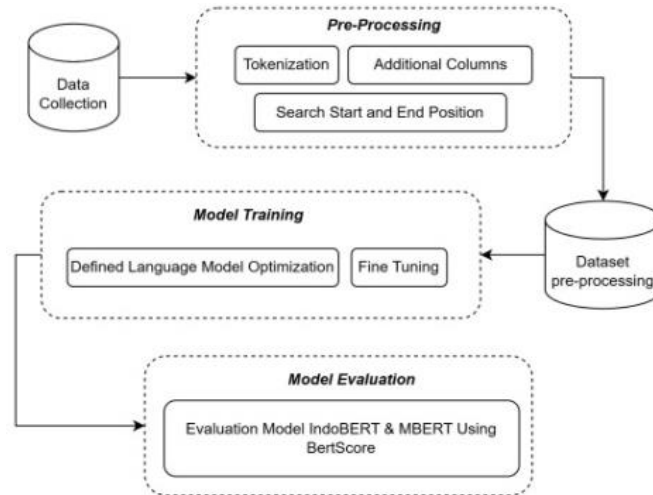 Pre-Processing
Data
Collection
Tokenization
Additional Columns
Search Start and End Position
Model Training
Defined Language Model Optimization
Fine Tuning
Dataset
pre-processing
Model Evaluation
Evaluation Model IndoBERT & MBERT Using
BertScore